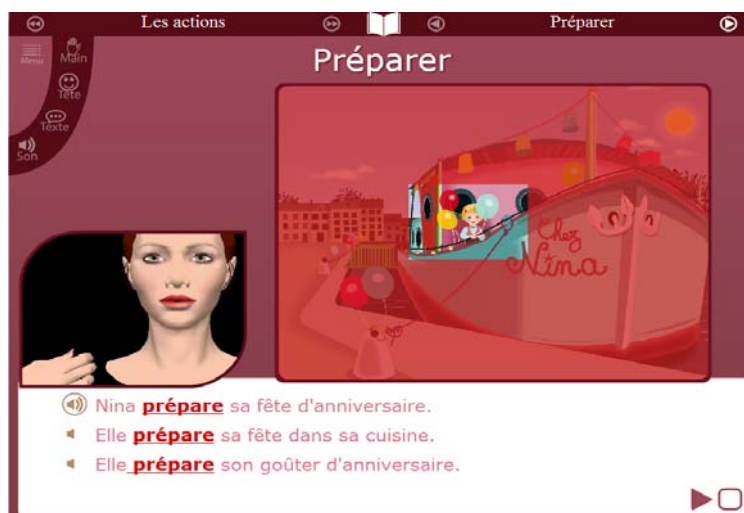 Les actions
Préparer
Menu
Main
Tête
Texte
Son
Préparer
Chez
Nina
Nina prépare sa fête d'anniversaire.
Elle prépare sa fête dans sa cuisine.
Elle prépare son goûter d'anniversaire.